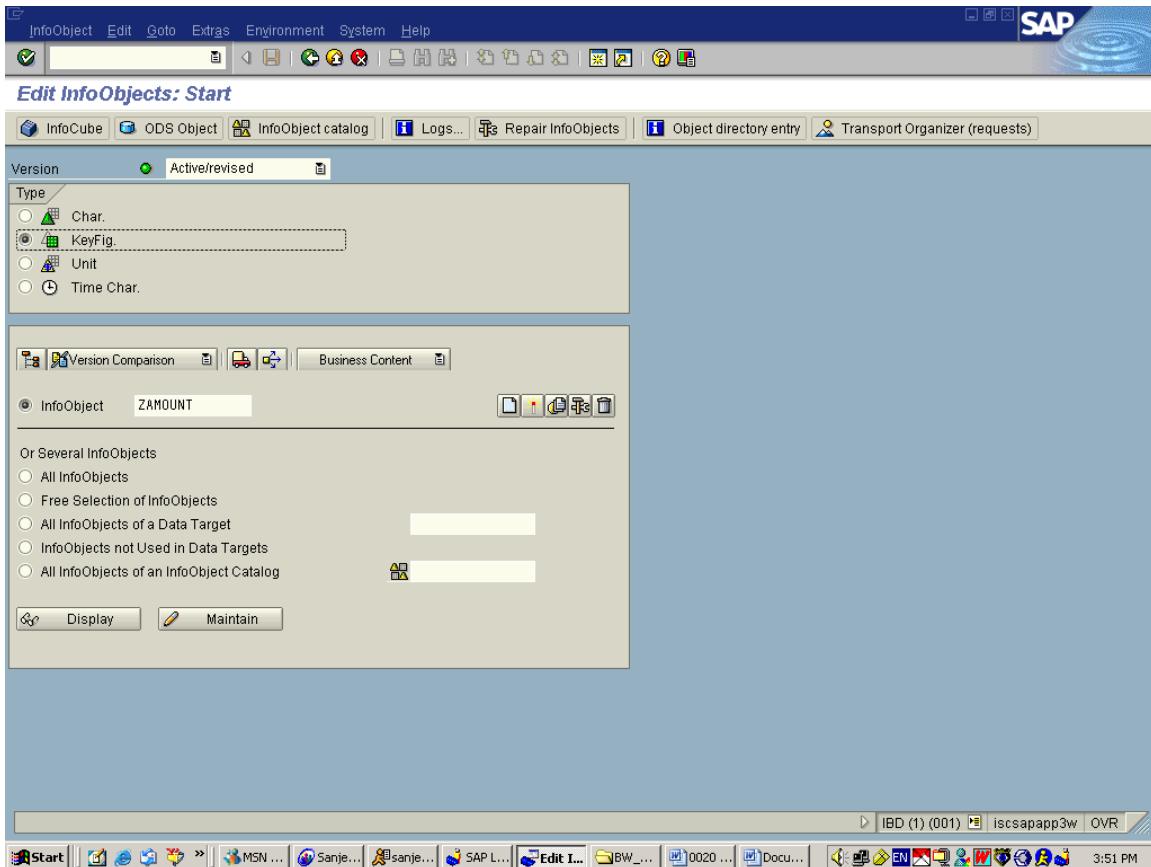 InfoObject Edit Goto Extras Environment System Help
SAP
Edit InfoObjects: Start
InfoCube ODS Object InfoObject catalog Logs... Repair InfoObjects Object directory entry Transport Organizer (requests)
Version Active/revised
Type
Char.
KeyFig.
Unit
Time Char.
Version Comparison Business Content
InfoObject ZAMOUNT
Or Several InfoObjects
All InfoObjects
Free Selection of InfoObjects
All InfoObjects of a Data Target
InfoObjects not Used in Data Targets
All InfoObjects of an InfoObject Catalog
Display Maintain
IBD (1) (001) iscsapapp3w OVR
Start » MSN ... Sanje... sanje... SAP L... Edit I... BW_... 0020 ... Docu... EN 3:51 PM